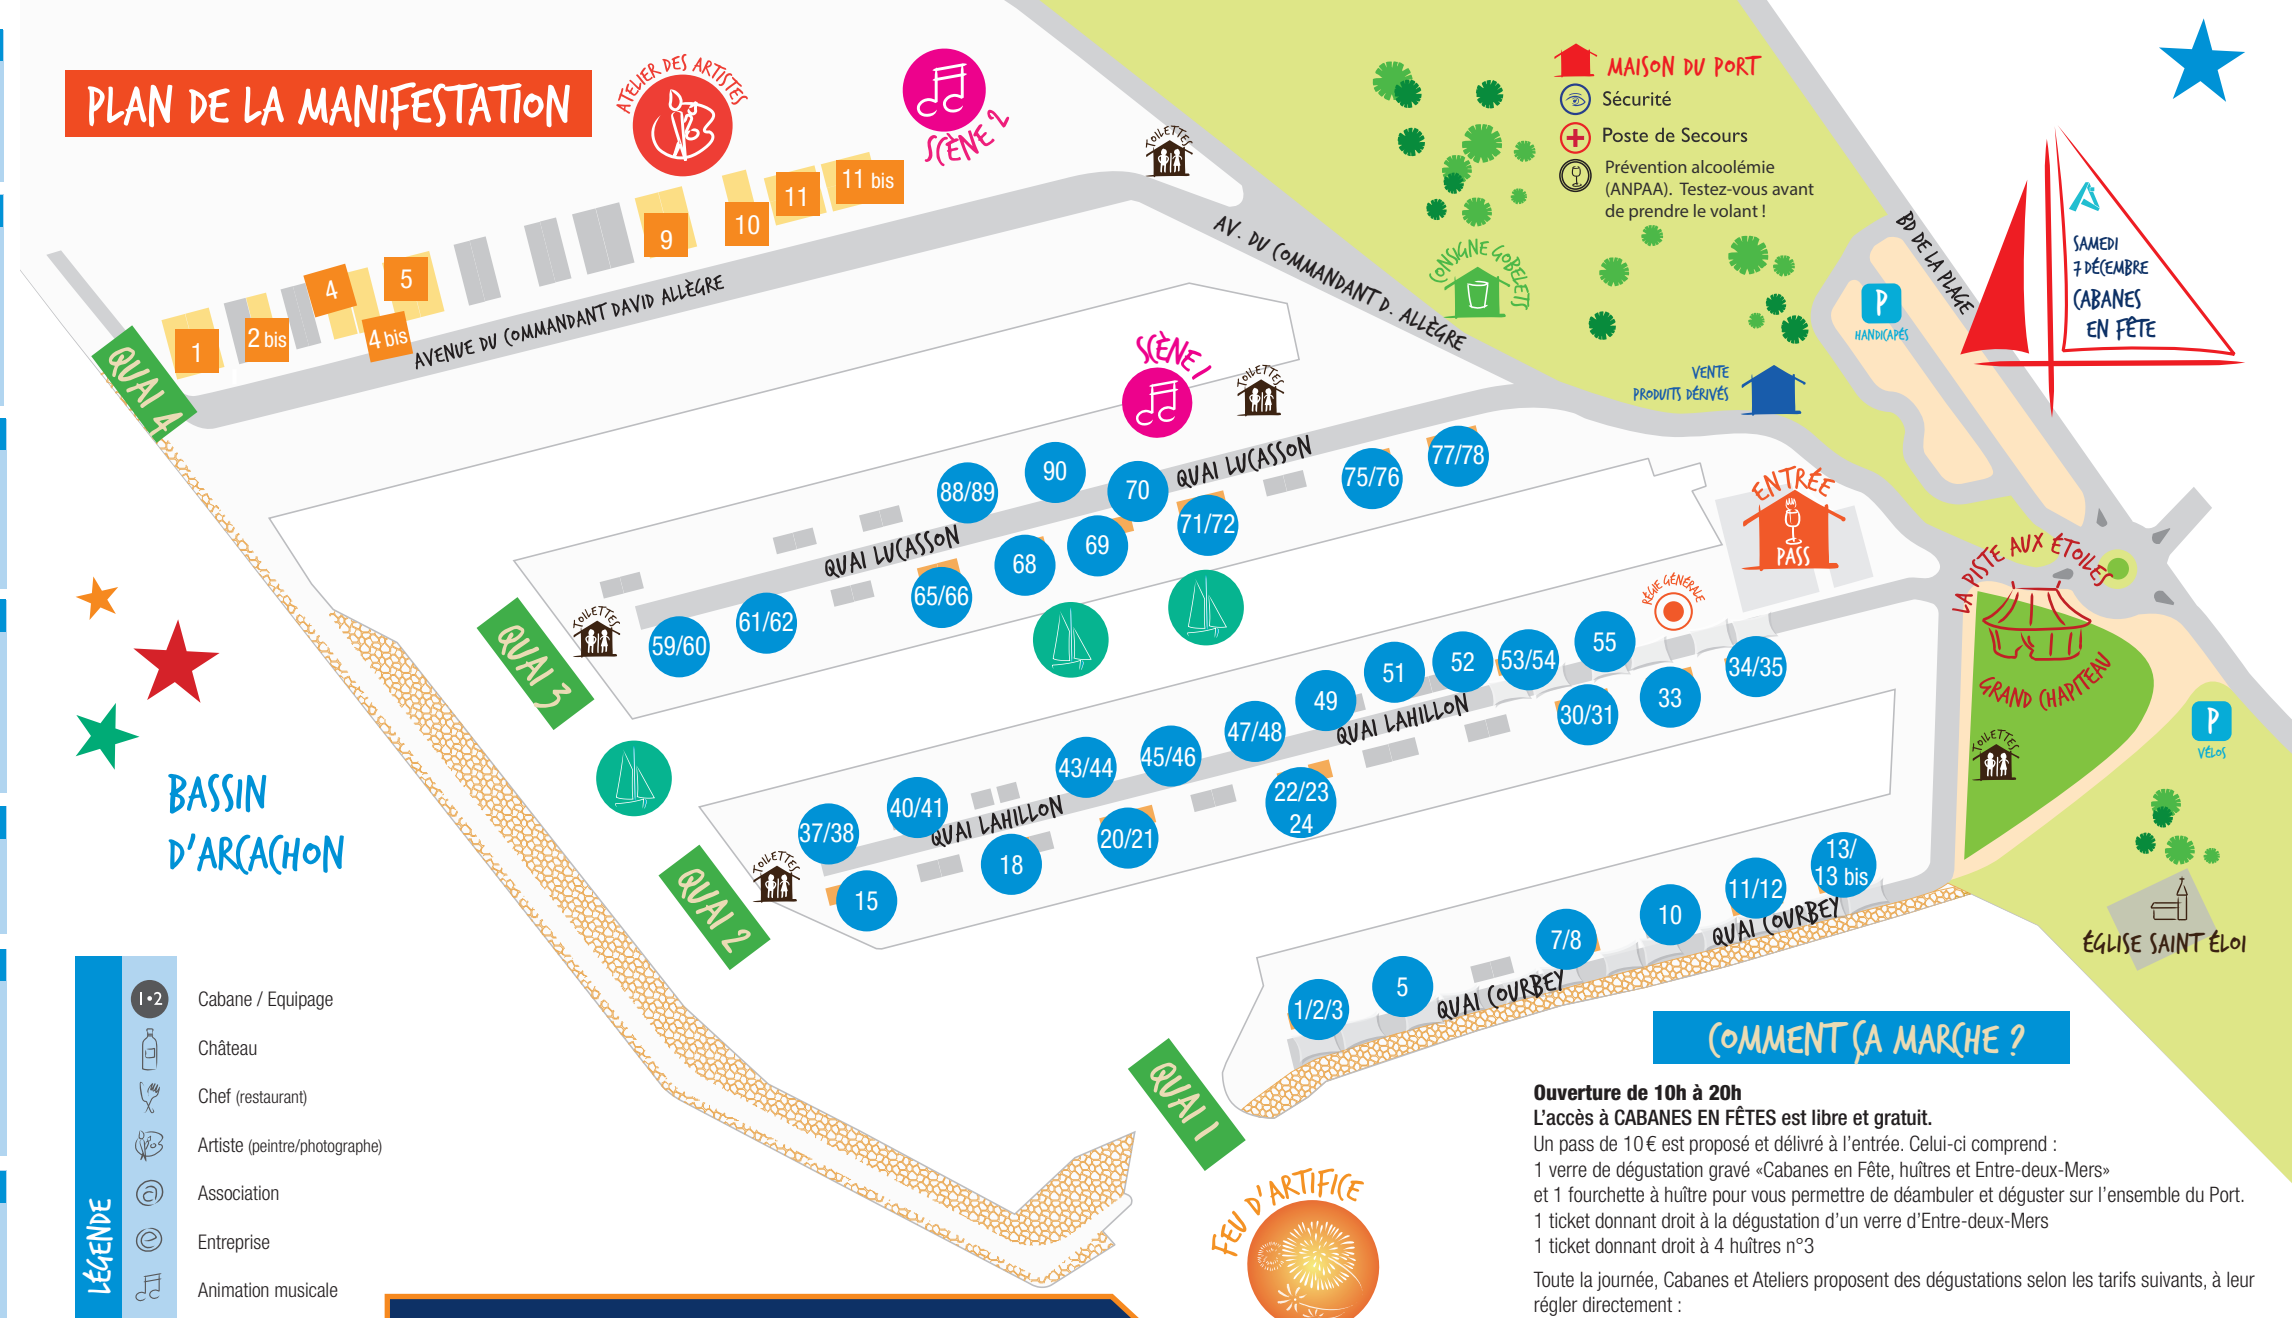 PLAN DE LA MANIFESTATION
ATELIER DES ARTISTES
SCÈNE 2
TOILETTES
MAISON DU PORT
Sécurité
Poste de Secours
Prévention alcoolémie
(ANPAA). Testez-vous avant
de prendre le volant !
SAMEDI
7 DÉCEMBRE
CABANES
EN FÊTE
BD DE LA PLAGE
P
HANDICAPÉS
CONSIGNE GOBELETS
VENTE
PRODUITS DÉRIVÉS
AV. DU COMMANDANT D. ALLÈGRE
AVENUE DU COMMANDANT DAVID ALLÈGRE
1
2 bis
4
4 bis
5
9
10
11
11 bis
QUAI 4
SCÈNE 1
TOILETTES
88/89
90
70
QUAI LUCASSON
75/76
77/78
71/72
69
68
QUAI LUCASSON
65/66
61/62
59/60
TOILETTES
QUAI 3
ENTRÉE
PASS
RÉGIE GÉNÉRALE
LA PISTE AUX ÉTOILES
GRAND CHAPITEAU
TOILETTES
P
VÉLOS
ÉGLISE SAINT ÉLOI
37/38
40/41
43/44
45/46
47/48
49
51
52
53/54
55
QUAI LAHILLON
QUAI LAHILLON
15
18
20/21
22/23
24
30/31
33
34/35
TOILETTES
QUAI 2
1/2/3
5
7/8
10
11/12
13/
13 bis
QUAI COURBEY
QUAI COURBEY
QUAI 1
BASSIN
D'ARCACHON
FEU D'ARTIFICE
LÉGENDE
1•2
Cabane / Equipage
Château
Chef (restaurant)
Artiste (peintre/photographe)
Association
Entreprise
Animation musicale
COMMENT ÇA MARCHE ?
Ouverture de 10h à 20h
L'accès à CABANES EN FÊTES est libre et gratuit.
Un pass de 10 € est proposé et délivré à l'entrée. Celui-ci comprend :
1 verre de dégustation gravé «Cabanes en Fête, huîtres et Entre-deux-Mers»
et 1 fourchette à huître pour vous permettre de déambuler et déguster sur l'ensemble du Port.
1 ticket donnant droit à la dégustation d'un verre d'Entre-deux-Mers
1 ticket donnant droit à 4 huîtres n°3
Toute la journée, Cabanes et Ateliers proposent des dégustations selon les tarifs suivants, à leur
régler directement :